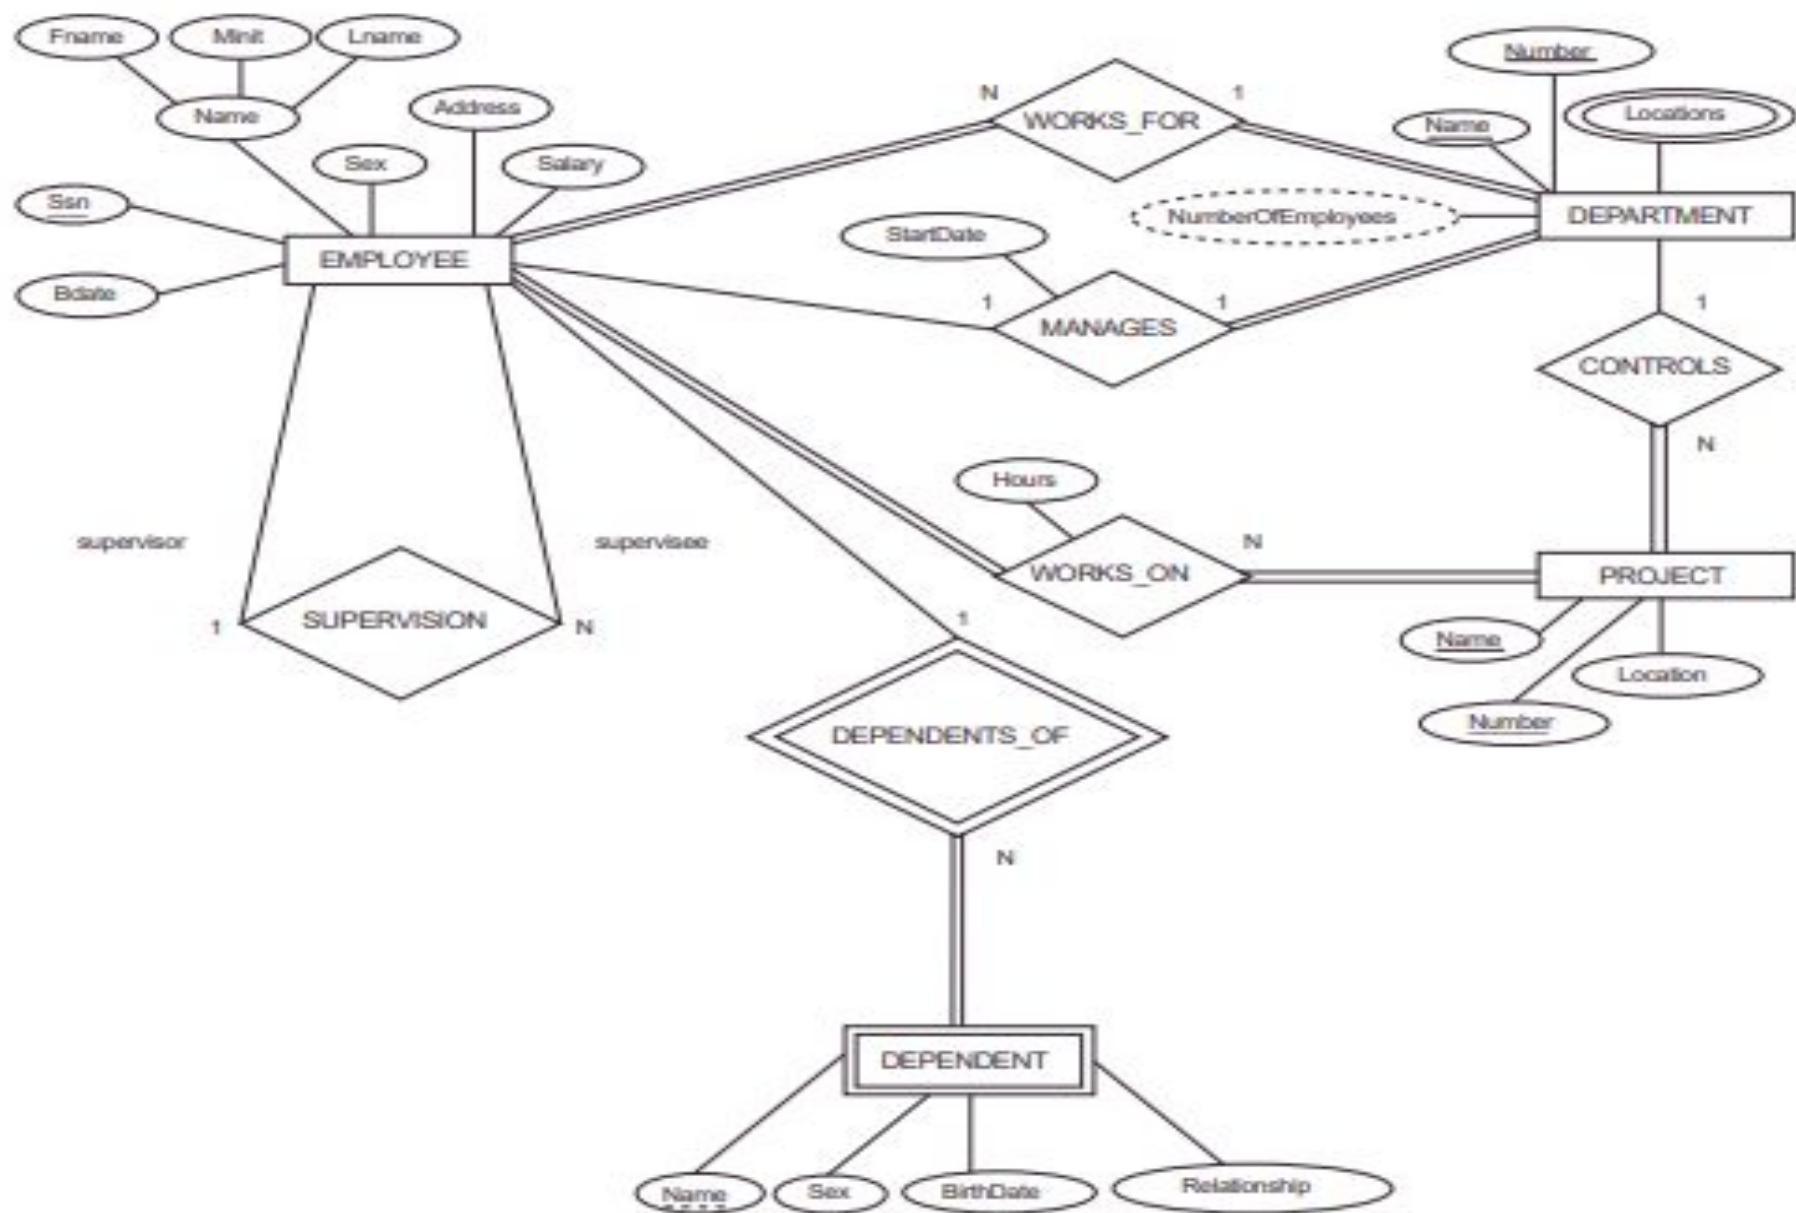 Fname
Minit
Lname
Number
Name
Address
N
WORKS_FOR
1
Name
Locations
Sex
Salary
Ssn
NumberOfEmployees
DEPARTMENT
StartDate
EMPLOYEE
Bdate
1
MANAGES
1
1
CONTROLS
N
Hours
supervisor
supervisee
N
WORKS_ON
PROJECT
1
SUPERVISION
N
1
Name
Location
Number
DEPENDENTS_OF
N
DEPENDENT
Name
Sex
BirthDate
Relationship